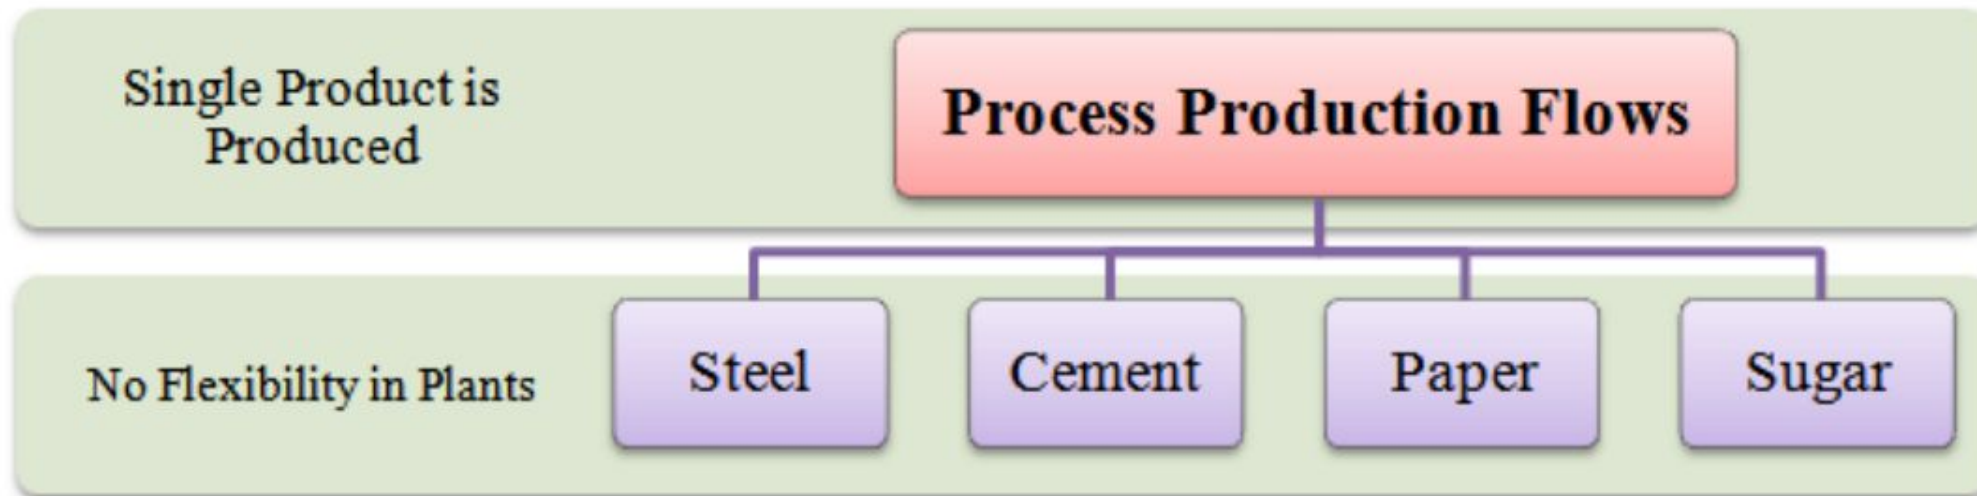 Single Product is
Produced
Process Production Flows
No Flexibility in Plants
Steel
Cement
Paper
Sugar